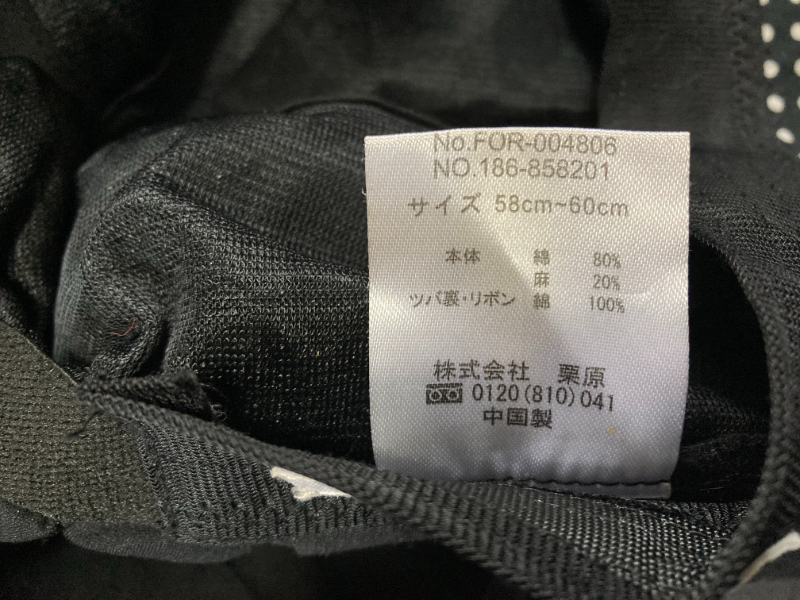 No.FOR-004806
NO.186-858201
サイズ 58cm~60cm
本体 綿 80%
麻 20%
ツバ裏・リボン 綿 100%
株式会社 栗原
0120(810)041
中国製